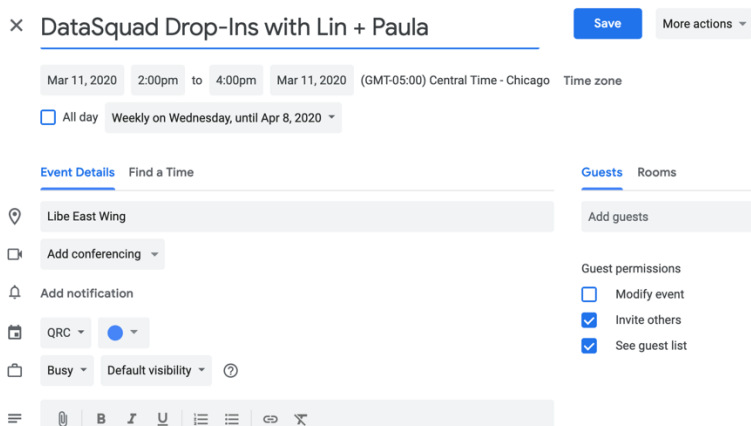 DataSquad Drop-Ins with Lin + Paula
Save
More actions
Mar 11, 2020 2:00pm to 4:00pm Mar 11, 2020 (GMT-05:00) Central Time - Chicago Time zone
All day Weekly on Wednesday, until Apr 8, 2020
Event Details Find a Time
Guests Rooms
Libe East Wing
Add guests
Add conferencing
Guest permissions
Add notification
Modify event
Invite others
QRC
See guest list
Busy Default visibility ?
B I U